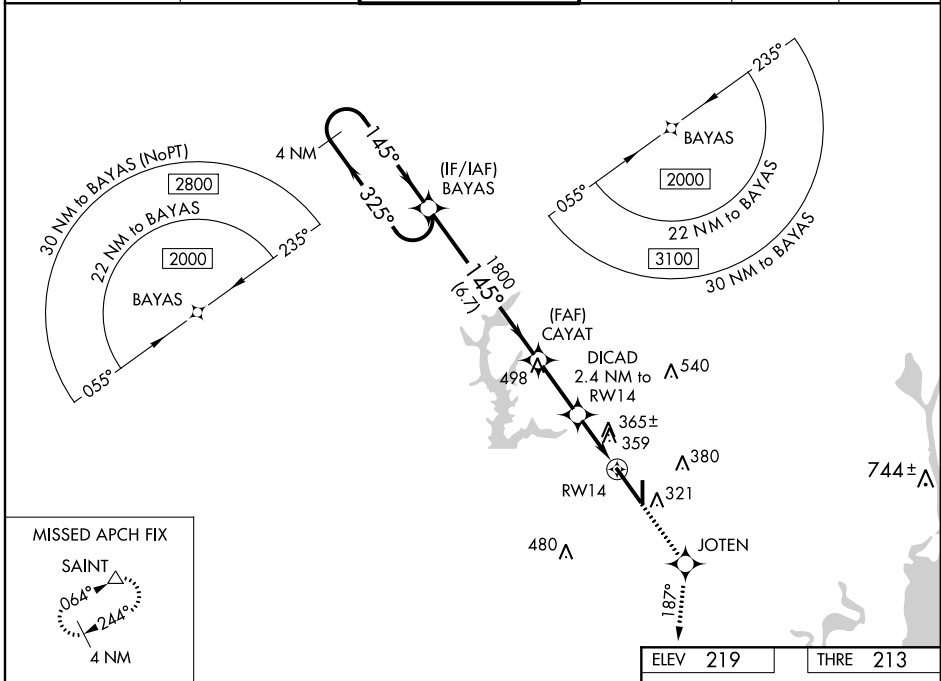 30 NM to BAYAS (NoPT)
2800
22 NM to BAYAS
2000
235°
BAYAS
055°
4 NM
145°
325°
(IF/IAF)
BAYAS
235°
BAYAS
2000
055°
22 NM to BAYAS
3100
30 NM to BAYAS
1800
145°
(6.7)
(FAF)
CAYAT
498
DICAD
2.4 NM to
RW14
540
365±
359
380
RW14
321
744±
480
JOTEN
187°
MISSED APCH FIX
SAINT
064°
244°
4 NM
ELEV 219
THRE 213